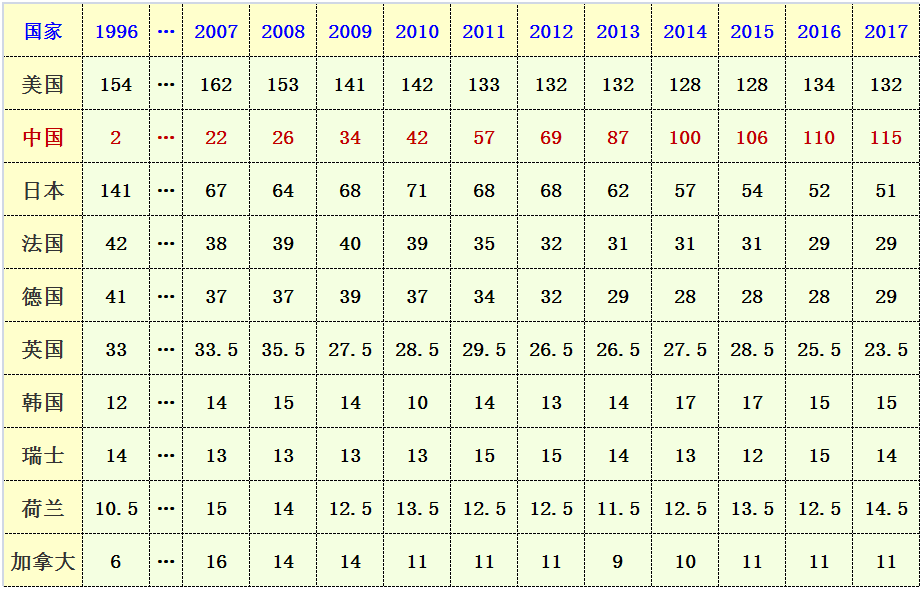 国家 1996 … 2007 2008 2009 2010 2011 2012 2013 2014 2015 2016 2017
美国 154 … 162 153 141 142 133 132 132 128 128 134 132
中国 2 … 22 26 34 42 57 69 87 100 106 110 115
日本 141 … 67 64 68 71 68 68 62 57 54 52 51
法国 42 … 38 39 40 39 35 32 31 31 31 29 29
德国 41 … 37 37 39 37 34 32 29 28 28 28 29
英国 33 … 33.5 35.5 27.5 28.5 29.5 26.5 26.5 27.5 28.5 25.5 23.5
韩国 12 … 14 15 14 10 14 13 14 17 17 15 15
瑞士 14 … 13 13 13 13 15 15 14 13 12 15 14
荷兰 10.5 … 15 14 12.5 13.5 12.5 12.5 11.5 12.5 13.5 12.5 14.5
加拿大 6 … 16 14 14 11 11 11 9 10 11 11 11